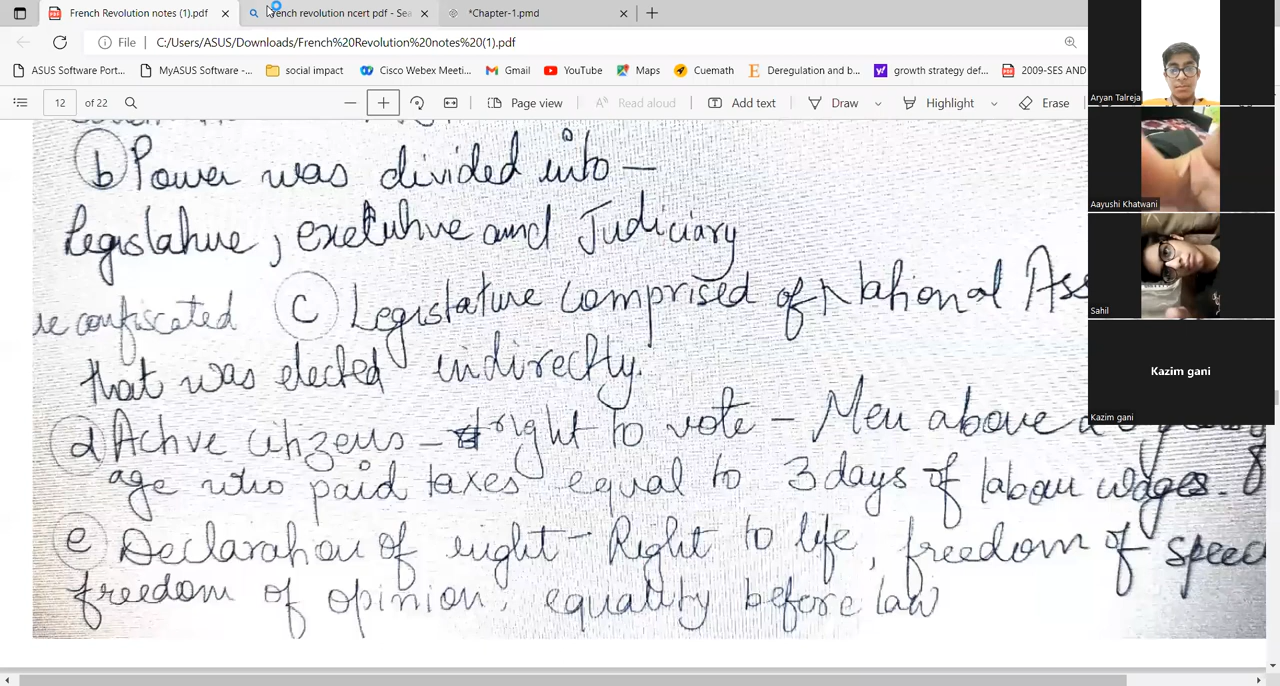 French Revolution notes (1).pdf
french revolution ncert pdf - Sea
*Chapter-1.pmd
File
C:/Users/ASUS/Downloads/French%20Revolution%20notes%20(1).pdf
ASUS Software Port...
MyASUS Software -...
social impact
Cisco Webex Meeti...
Gmail
YouTube
Maps
Cuemath
Deregulation and b...
growth strategy def...
2009-SES AND
12 of 22
Page view
Read aloud
Add text
Draw
Highlight
Erase
b Power was divided into —
Legislature, executive and Judiciary
re confiscated
c Legislature comprised of National Ass
that was elected indirectly.
d Active citizens - right to vote - Men above
age who paid taxes equal to 3 days of labour wages.
e Declaration of right - Right to life, freedom of speec
freedom of opinion, equality before law
Aryan Talreja
Aayushi Khatwani
Sahil
Kazim gani
Kazim gani